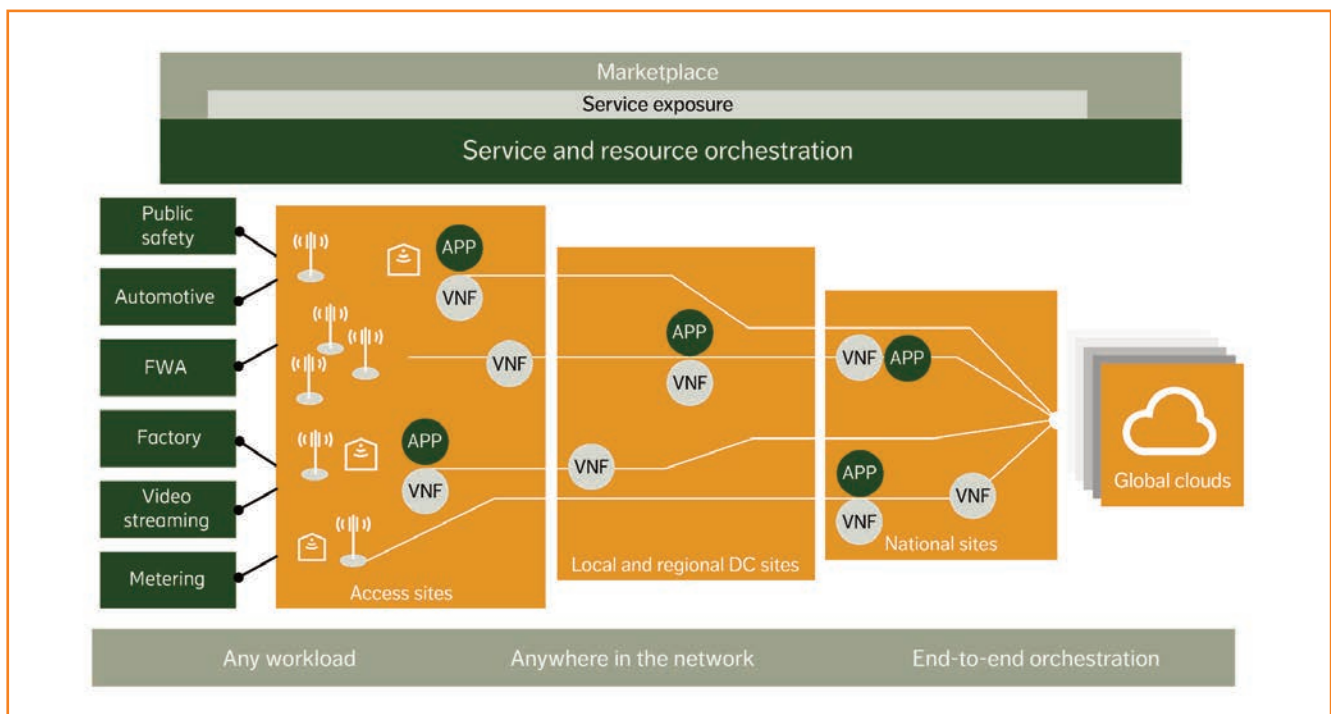 Marketplace
Service exposure
Service and resource orchestration
Public
safety
Automotive
FWA
Factory
Video
streaming
Metering
APP
VNF
VNF
APP
VNF
Access sites
APP
VNF
VNF
Local and regional DC sites
VNF
APP
APP
VNF
VNF
National sites
Global clouds
Any workload
Anywhere in the network
End-to-end orchestration